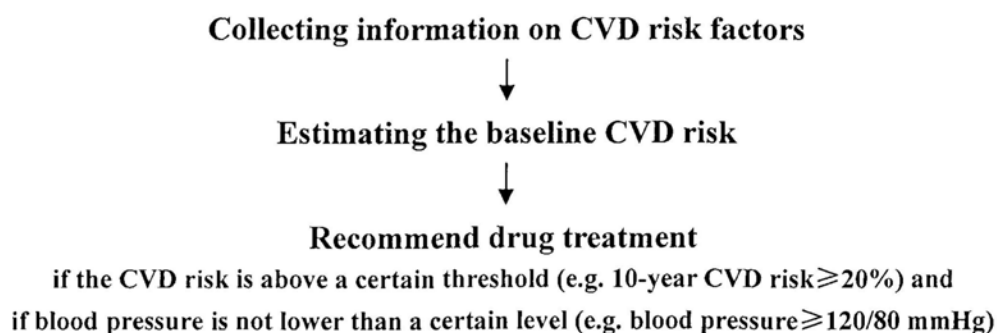 Collecting information on CVD risk factors
Estimating the baseline CVD risk
Recommend drug treatment
if the CVD risk is above a certain threshold (e.g. 10-year CVD risk≥20%) and
if blood pressure is not lower than a certain level (e.g. blood pressure≥120/80 mmHg)